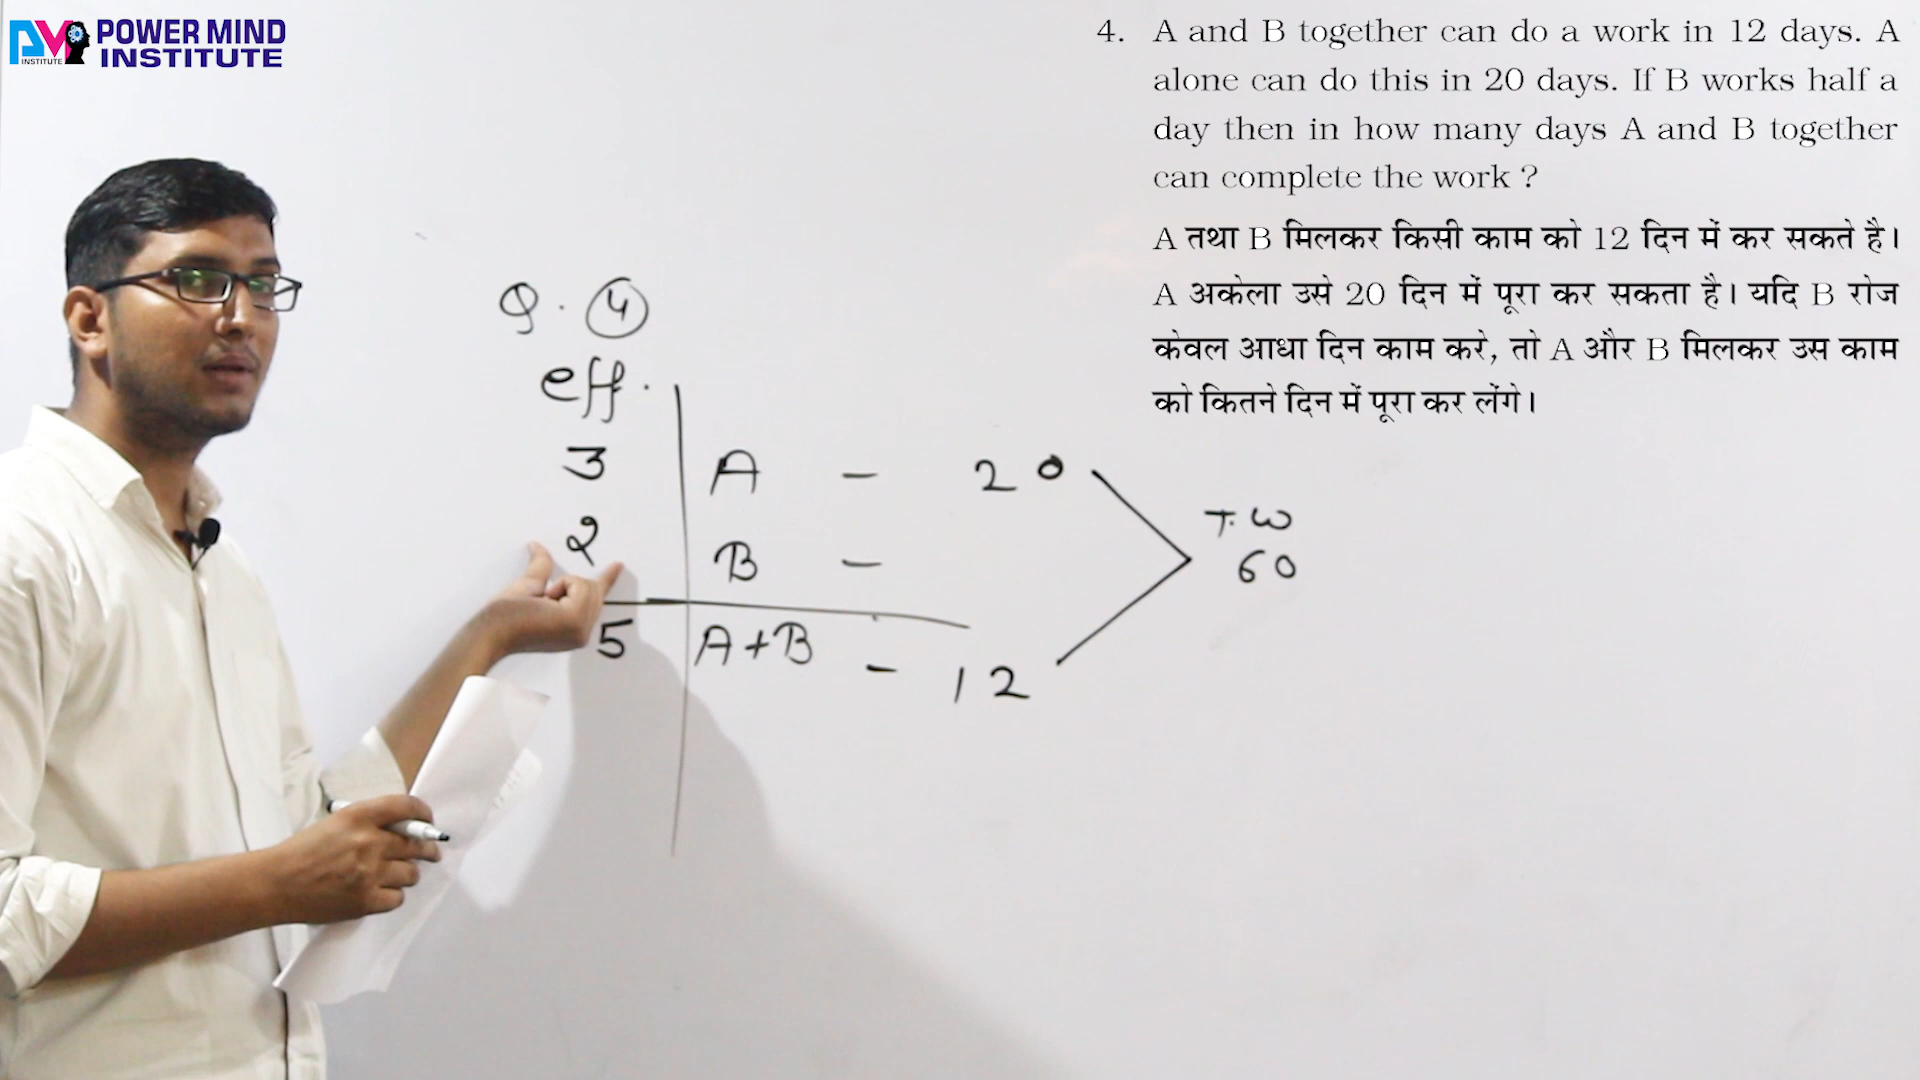 POWER MIND
INSTITUTE
INSTITUTE
4. A and B together can do a work in 12 days. A
alone can do this in 20 days. If B works half a
day then in how many days A and B together
can complete the work ?
A तथा B मिलकर किसी काम को 12 दिन में कर सकते है।
A अकेला उसे 20 दिन में पूरा कर सकता है। यदि B रोज
केवल आधा दिन काम करे, तो A और B मिलकर उस काम
को कितने दिन में पूरा कर लेंगे।
Q. 4
eff.
3 A - 20
2 B -
T.W
60
5 A+B - 12